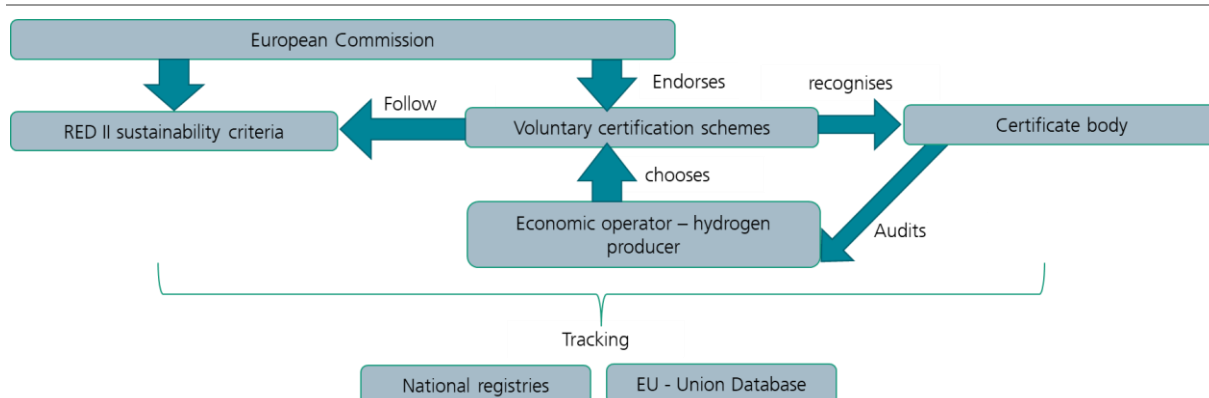 European Commission
Endorses
recognises
Follow
RED II sustainability criteria
Voluntary certification schemes
Certificate body
chooses
Economic operator – hydrogen
producer
Audits
Tracking
National registries
EU - Union Database